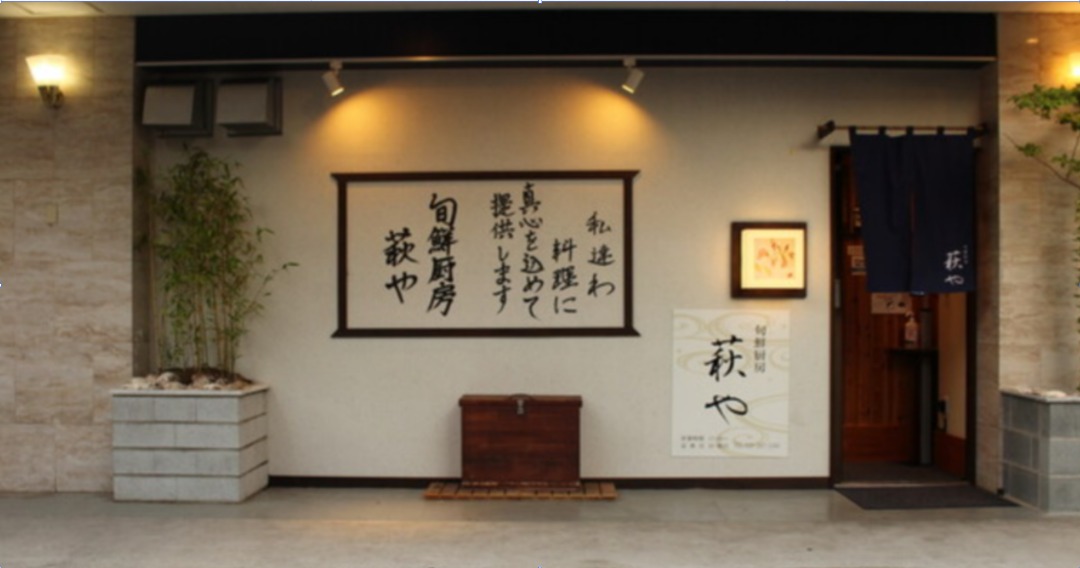 私達わ
料理に
真心を込めて
提供します
旬鮮厨房
萩や
旬鮮厨房
萩や
萩や